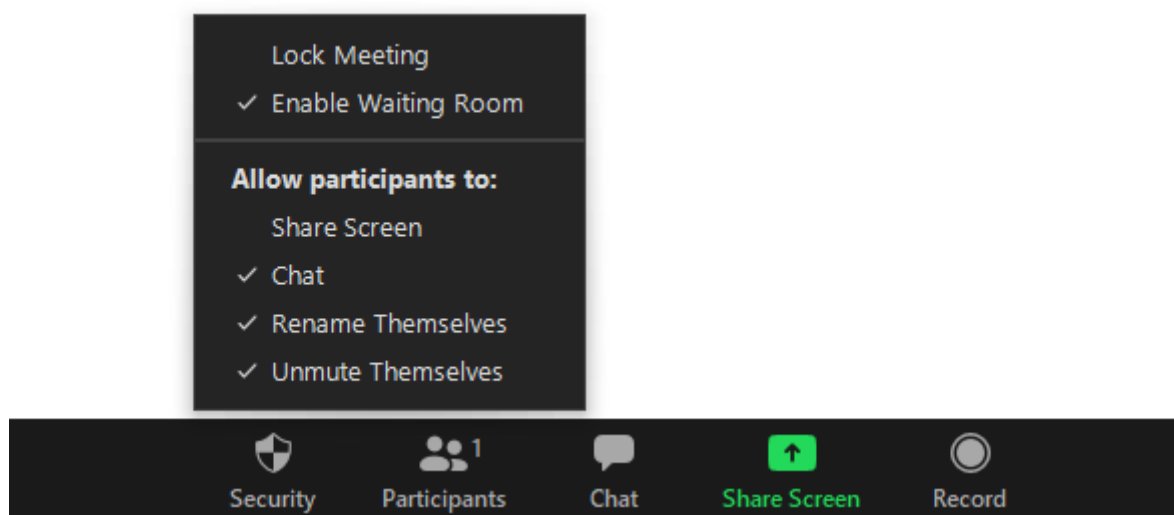 Lock Meeting
✓ Enable Waiting Room
Allow participants to:
Share Screen
✓ Chat
✓ Rename Themselves
✓ Unmute Themselves
1
Security Participants Chat Share Screen Record